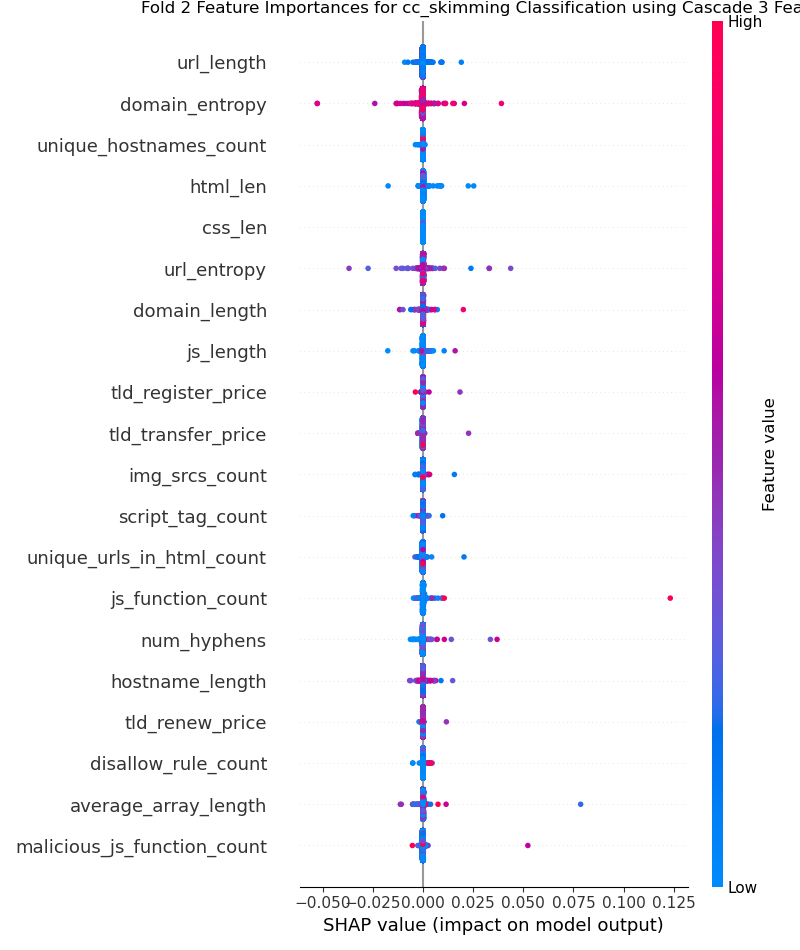 Fold 2 Feature Importances for cc_skimming Classification using Cascade 3 Fea
High
url_length
domain_entropy
unique_hostnames_count
html_len
css_len
url_entropy
domain_length
js_length
tld_register_price
tld_transfer_price
img_srcs_count
script_tag_count
unique_urls_in_html_count
js_function_count
num_hyphens
hostname_length
tld_renew_price
disallow_rule_count
average_array_length
malicious_js_function_count
Feature value
Low
−0.050 −0.025 0.000 0.025 0.050 0.075 0.100 0.125
SHAP value (impact on model output)